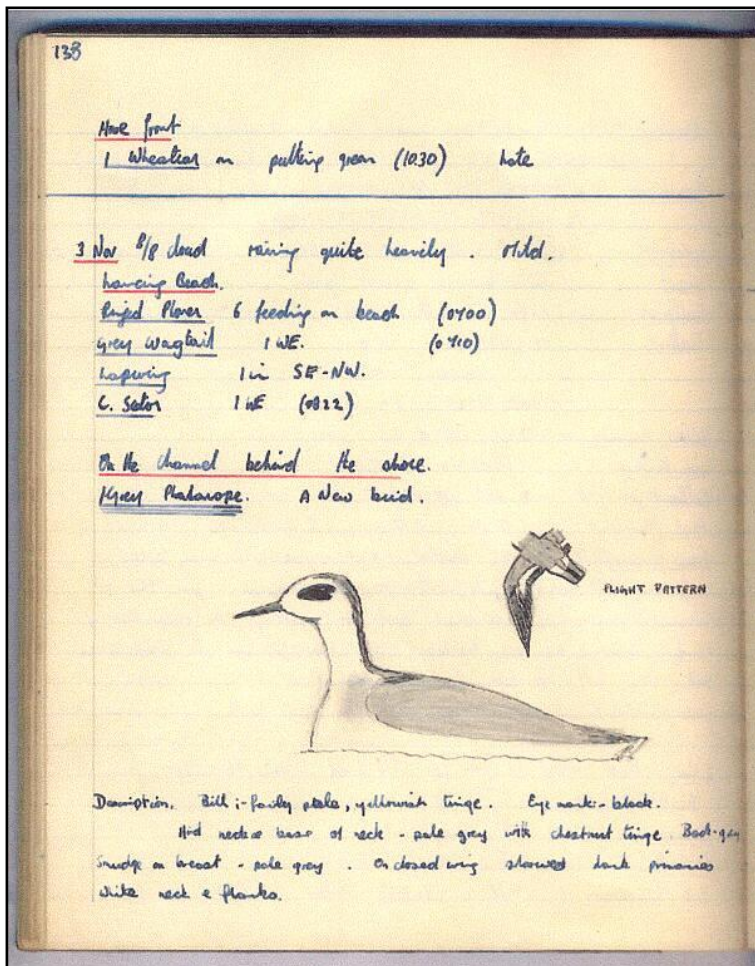 138
Hove front
1 Wheatear on putting green (1030) Late
3 Nov 8/8 cloud raining quite heavily. Mild.
Lancing Beach.
Ringed Plover 6 feeding on beach (0700)
Grey Wagtail 1 WE. (0710)
Lapwing 1 in SE-NW.
C. Scoter 1 WE (0822)
On the channel behind the shore.
1 Grey Phalarope. A New bird.
FLIGHT PATTERN
Description. Bill :- fairly pale, yellowish tinge. Eye mark :- black.
Hind neck & base of neck - pale grey with chestnut tinge Back - grey
Smudge on breast - pale grey. On closed wing showed dark primaries
White neck & flanks.